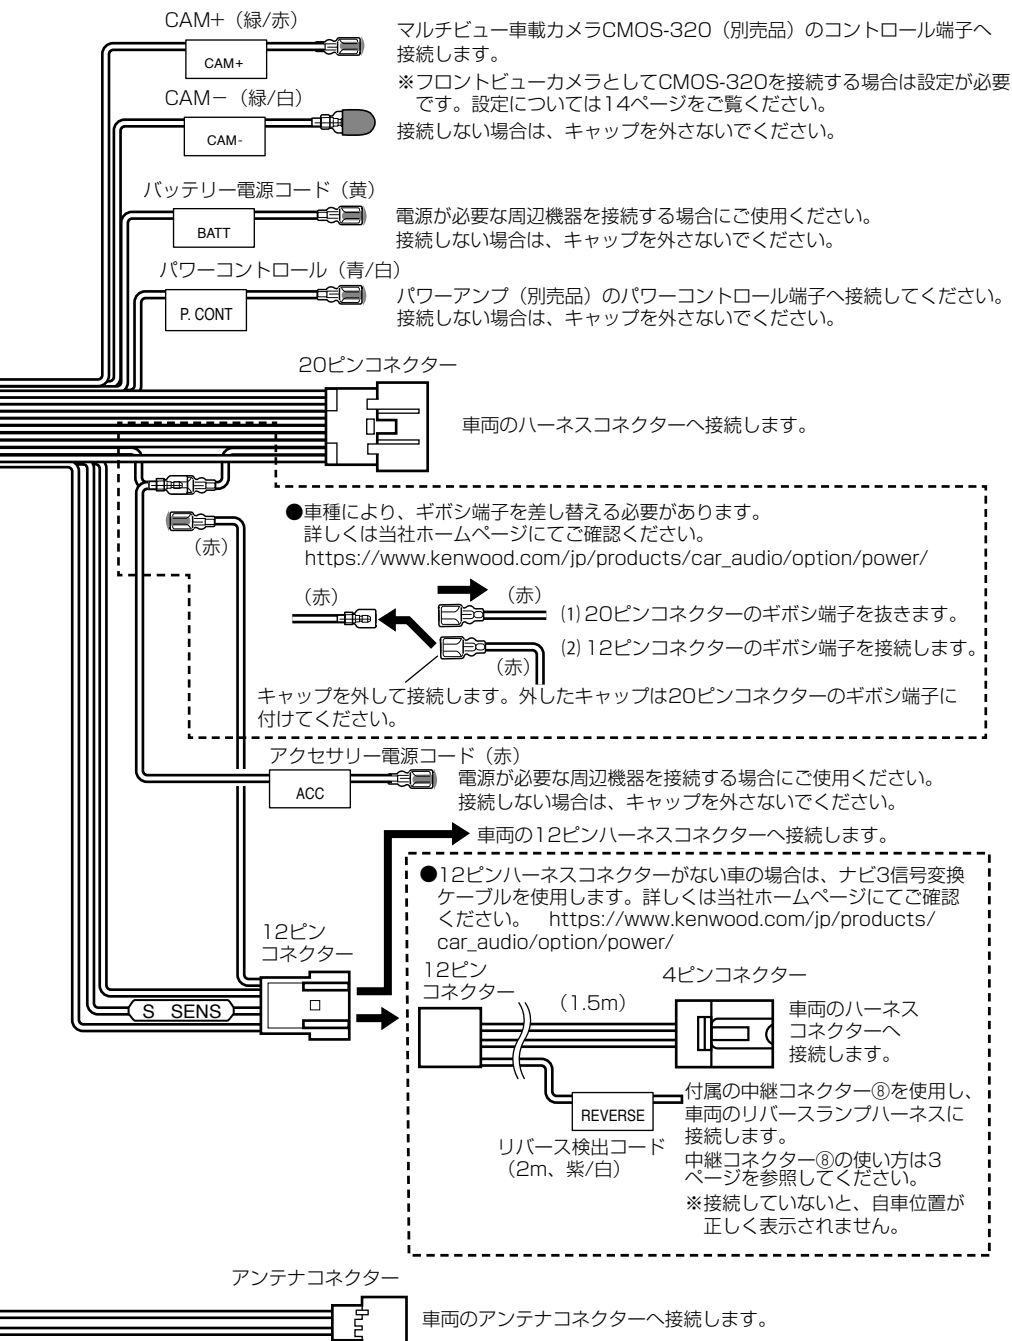 CAM+（緑/赤）
CAM+
マルチビュー車載カメラCMOS-320（別売品）のコントロール端子へ
接続します。
※フロントビューカメラとしてCMOS-320を接続する場合は設定が必要
です。設定については14ページをご覧ください。
CAM－（緑/白）
CAM-
接続しない場合は、キャップを外さないでください。
バッテリー電源コード（黄）
BATT
電源が必要な周辺機器を接続する場合にご使用ください。
接続しない場合は、キャップを外さないでください。
パワーコントロール（青/白）
P. CONT
パワーアンプ（別売品）のパワーコントロール端子へ接続してください。
接続しない場合は、キャップを外さないでください。
20ピンコネクター
車両のハーネスコネクターへ接続します。
（赤）
●車種により、ギボシ端子を差し替える必要があります。
詳しくは当社ホームページにてご確認ください。
https://www.kenwood.com/jp/products/car_audio/option/power/
（赤）
（赤）
⑴ 20ピンコネクターのギボシ端子を抜きます。
⑵ 12ピンコネクターのギボシ端子を接続します。
（赤）
キャップを外して接続します。外したキャップは20ピンコネクターのギボシ端子に
付けてください。
アクセサリー電源コード（赤）
ACC
電源が必要な周辺機器を接続する場合にご使用ください。
接続しない場合は、キャップを外さないでください。
車両の12ピンハーネスコネクターへ接続します。
●12ピンハーネスコネクターがない車の場合は、ナビ3信号変換
ケーブルを使用します。詳しくは当社ホームページにてご確認
ください。 https://www.kenwood.com/jp/products/
car_audio/option/power/
12ピン
コネクター
S SENS
12ピン
コネクター
（1.5m）
4ピンコネクター
車両のハーネス
コネクターへ
接続します。
REVERSE
リバース検出コード
（2m、紫/白）
付属の中継コネクター⑧を使用し、
車両のリバースランプハーネスに
接続します。
中継コネクター⑧の使い方は3
ページを参照してください。
※接続していないと、自車位置が
正しく表示されません。
アンテナコネクター
車両のアンテナコネクターへ接続します。